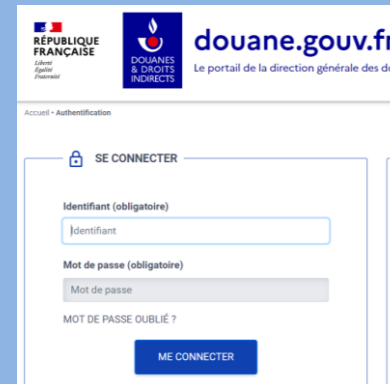 RÉPUBLIQUE
FRANÇAISE
Liberté
Égalité
Fraternité
DOUANES
& DROITS
INDIRECTS
douane.gouv.fr
Le portail de la direction générale des
Accueil • Authentification
SE CONNECTER
Identifiant (obligatoire)
Identifiant
Mot de passe (obligatoire)
Mot de passe
MOT DE PASSE OUBLIÉ ?
ME CONNECTER